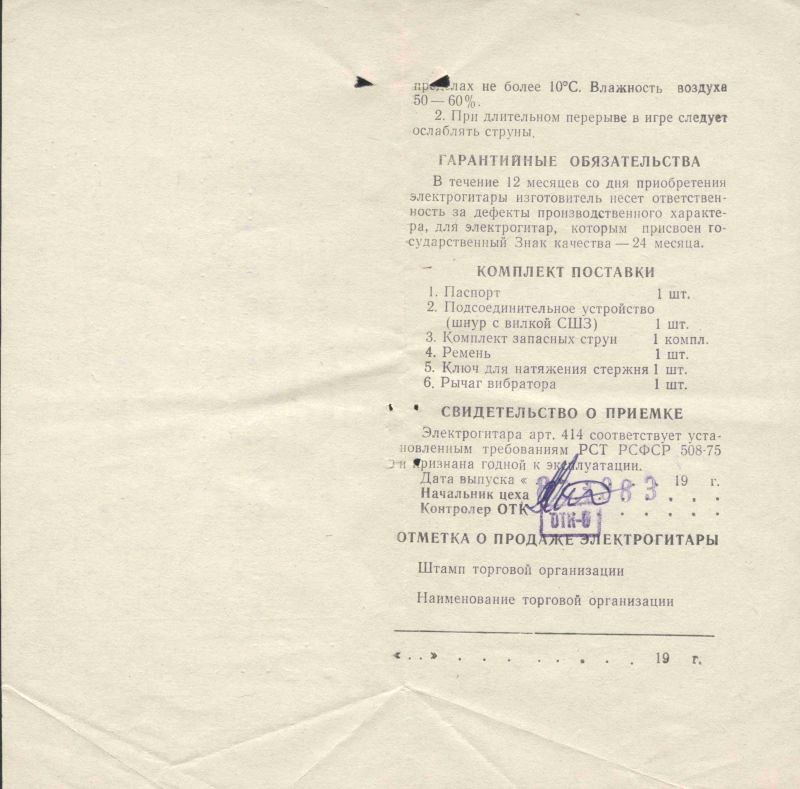 пределах не более 10°С. Влажность воздуха
50—60%.
2. При длительном перерыве в игре следует
ослаблять струны.
ГАРАНТИЙНЫЕ ОБЯЗАТЕЛЬСТВА
В течение 12 месяцев со дня приобретения
электрогитары изготовитель несет ответствен-
ность за дефекты производственного характе-
ра, для электрогитар, которым присвоен го-
сударственный Знак качества — 24 месяца.
КОМПЛЕКТ ПОСТАВКИ
1. Паспорт 1 шт.
2. Подсоединительное устройство
(шнур с вилкой СШЗ) 1 шт.
3. Комплект запасных струн 1 компл.
4. Ремень 1 шт.
5. Ключ для натяжения стержня 1 шт.
6. Рычаг вибратора 1 шт.
СВИДЕТЕЛЬСТВО О ПРИЕМКЕ
Электрогитара арт. 414 соответствует уста-
новленным требованиям РСТ РСФСР 508-75
и признана годной к эксплуатации.
Дата выпуска « 19 г.
Начальник цеха . . .
Контролер ОТК . . . . .
ОТК-6
ОТМЕТКА О ПРОДАЖЕ ЭЛЕКТРОГИТАРЫ
Штамп торговой организации
Наименование торговой организации
«...» . . . . . . . . 19 г.